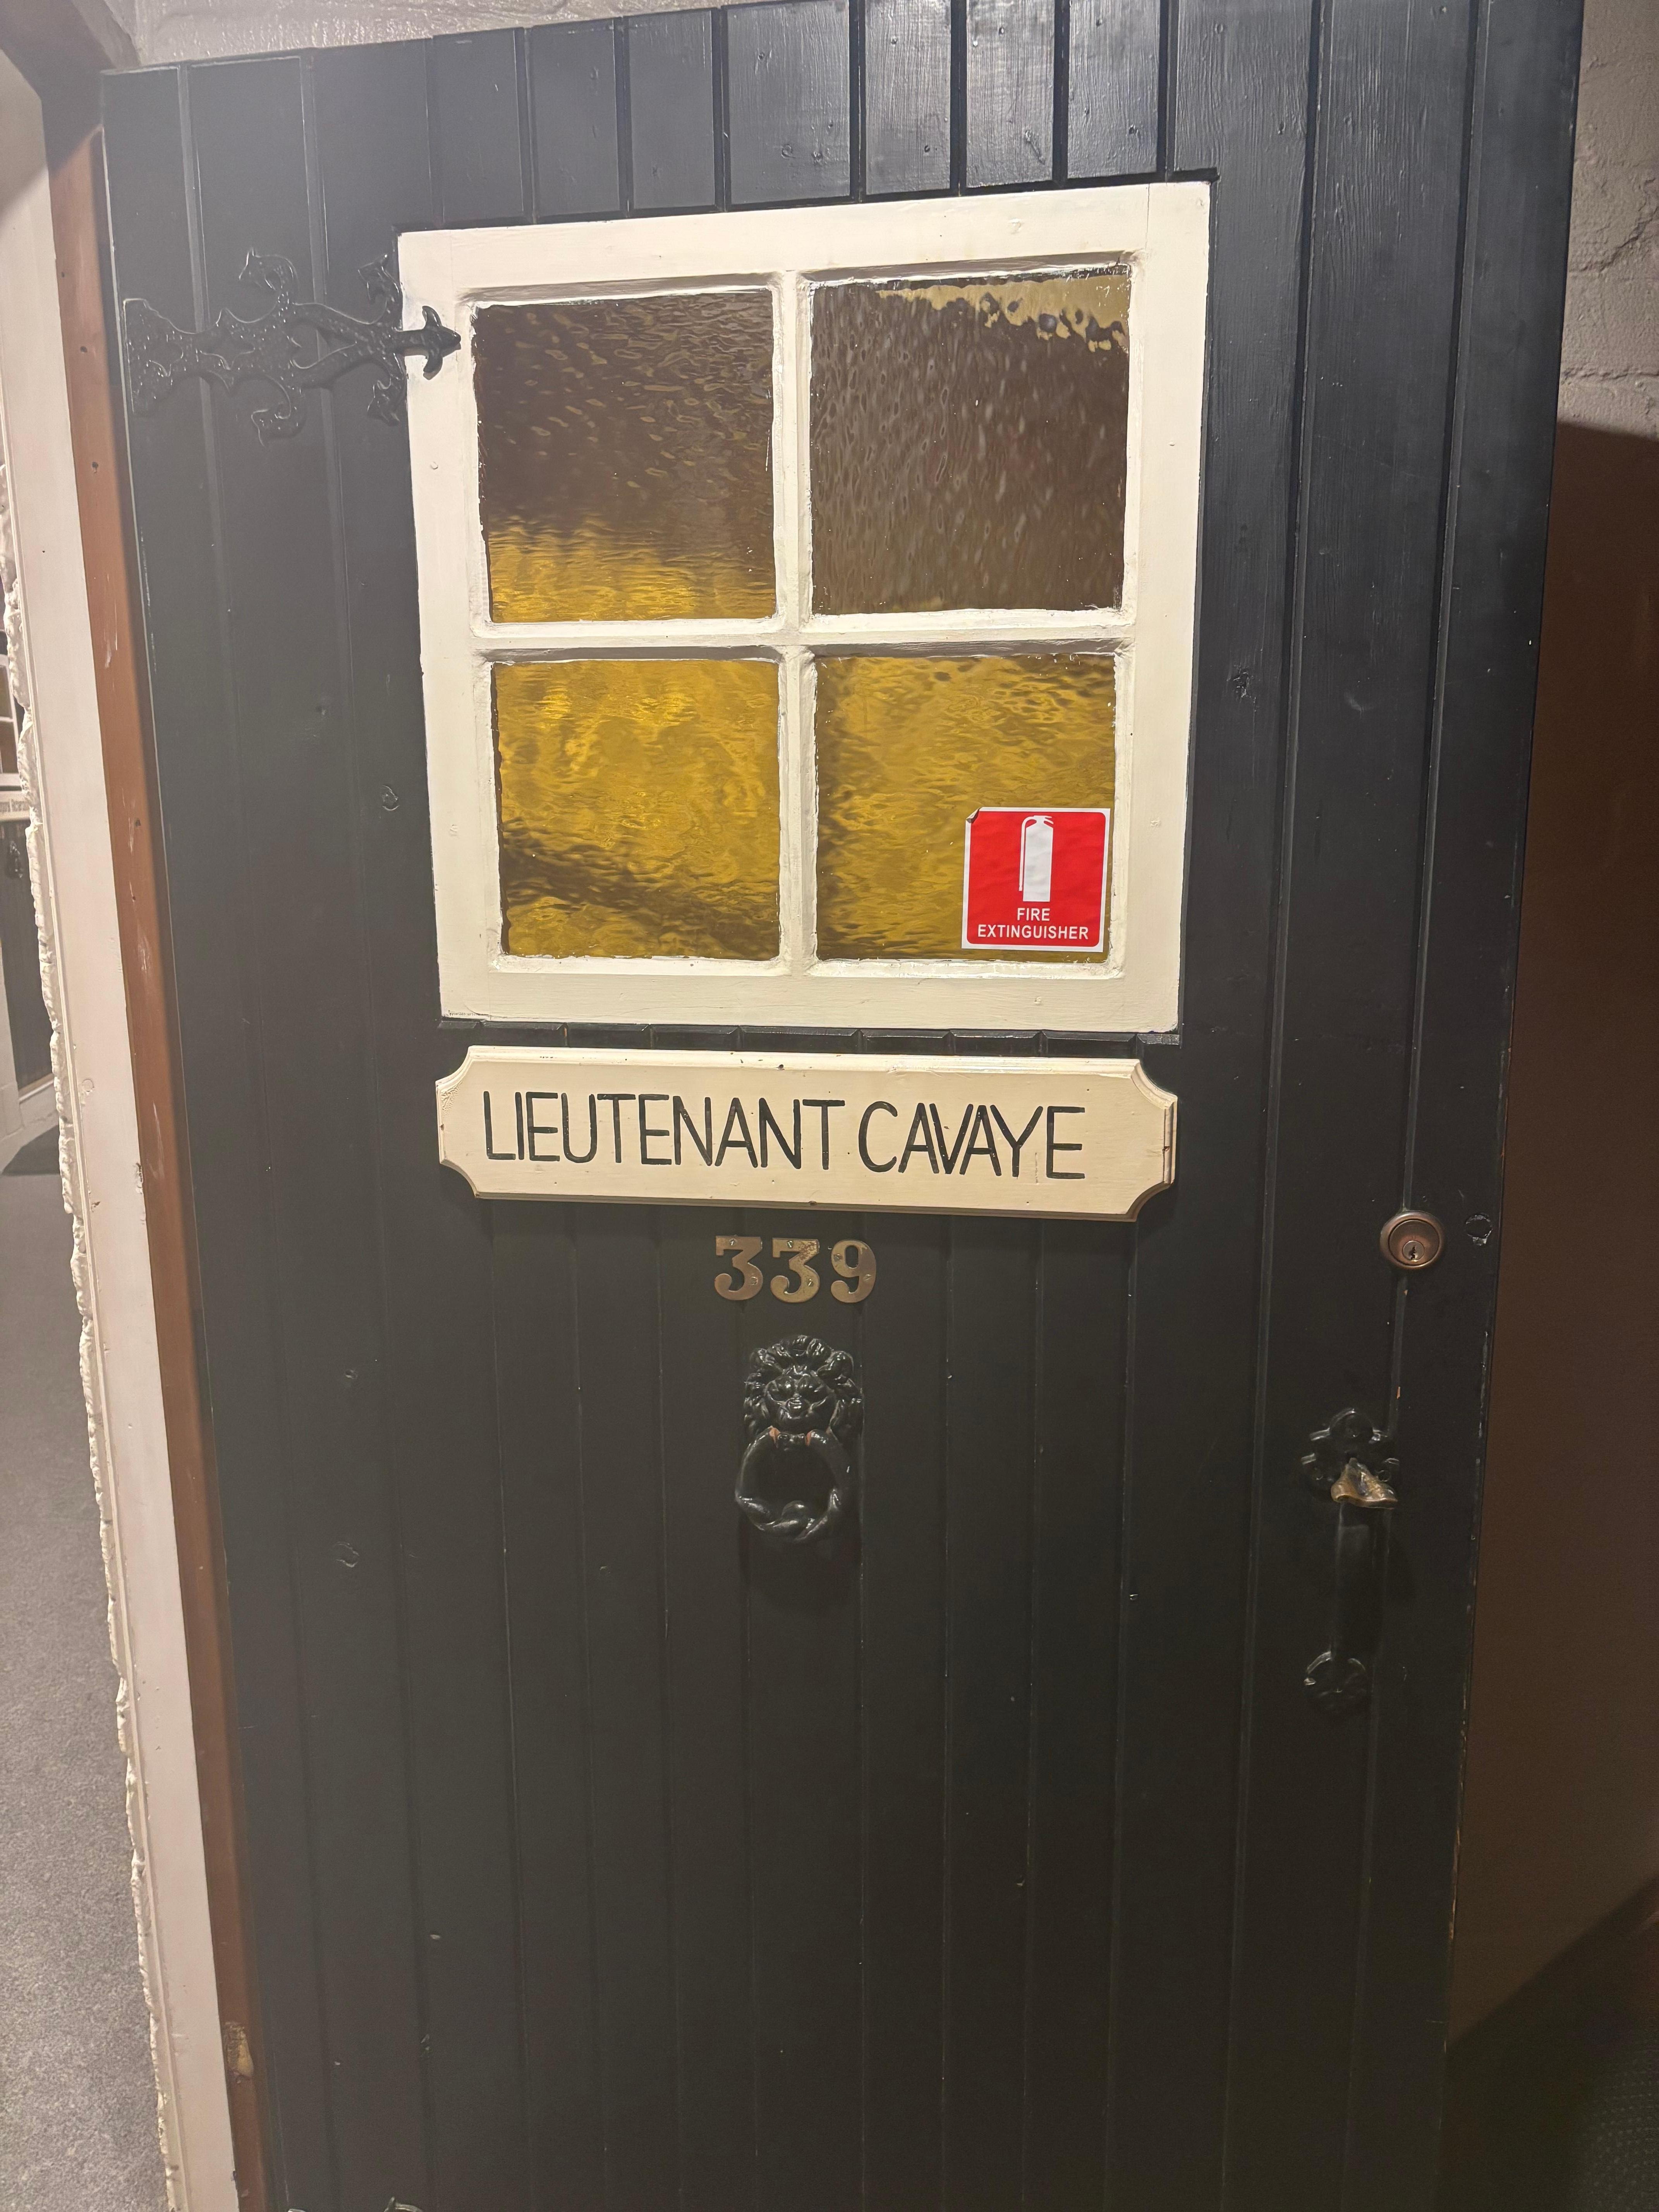 FIRE
EXTINGUISHER
LIEUTENANT CAVAYE
339